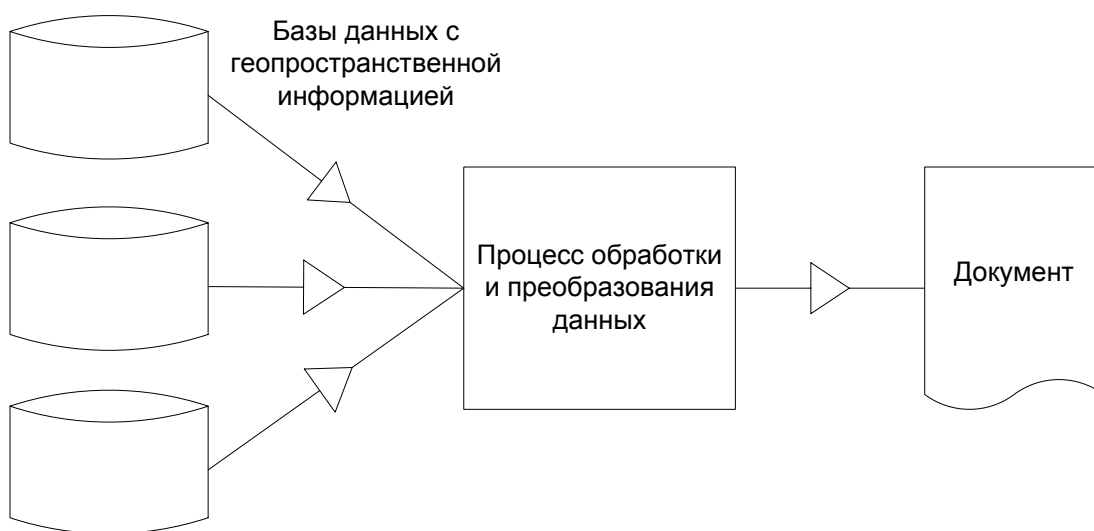 Базы данных с
геопространственной
информацией
Процесс обработки
и преобразования
данных
Документ